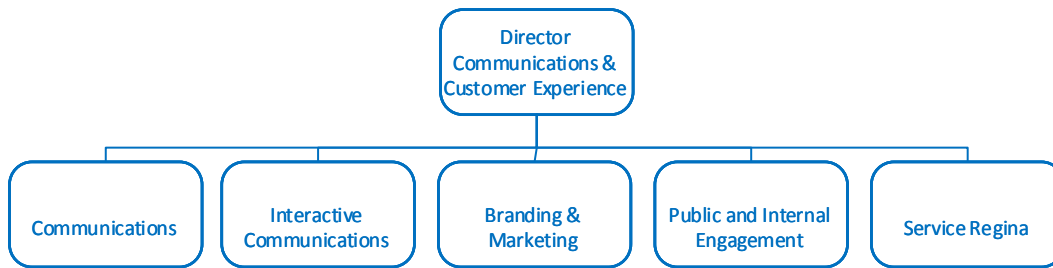 Director
Communications &
Customer Experience
Communications
Interactive
Communications
Branding &
Marketing
Public and Internal
Engagement
Service Regina